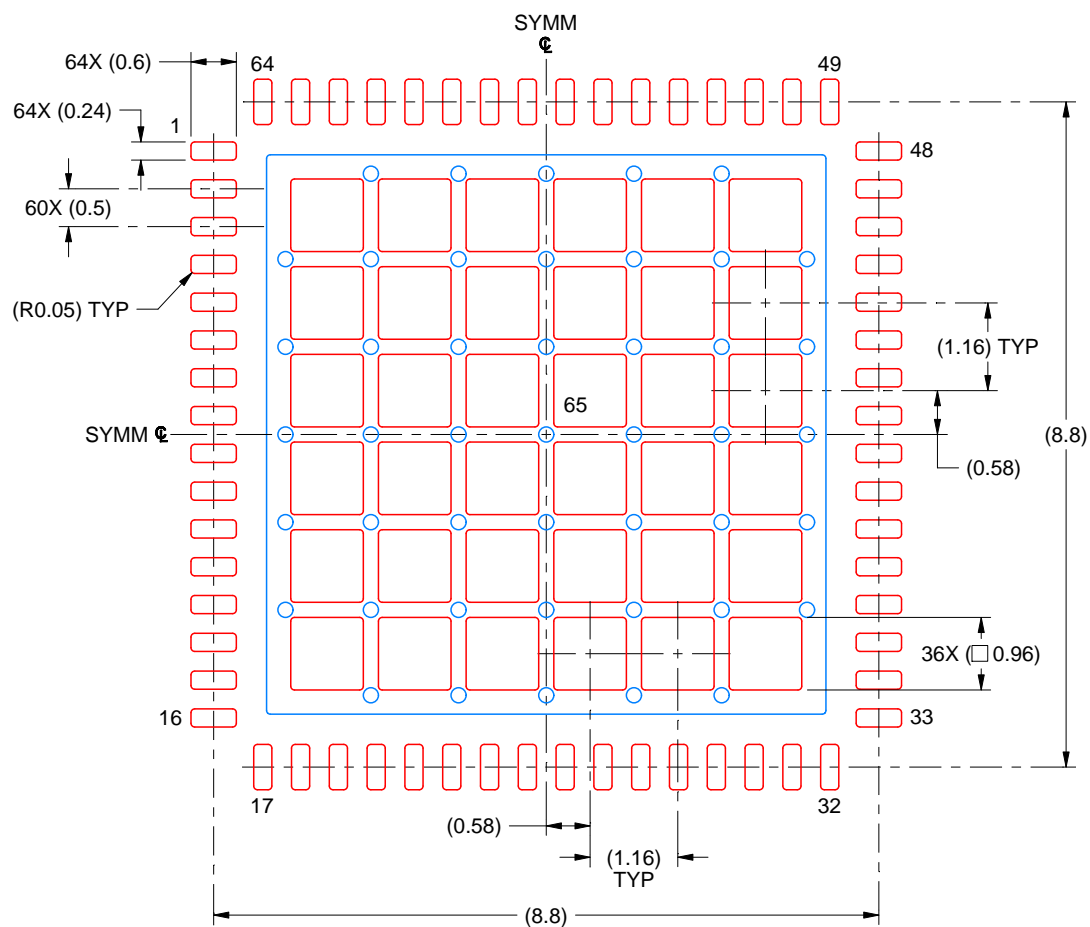 SYMM
℄
64X (0.6)
64
49
64X (0.24)
1
48
60X (0.5)
(R0.05) TYP
(1.16) TYP
65
SYMM ℄
(8.8)
(0.58)
36X (□ 0.96)
16
33
17
32
(0.58)
(1.16)
TYP
(8.8)